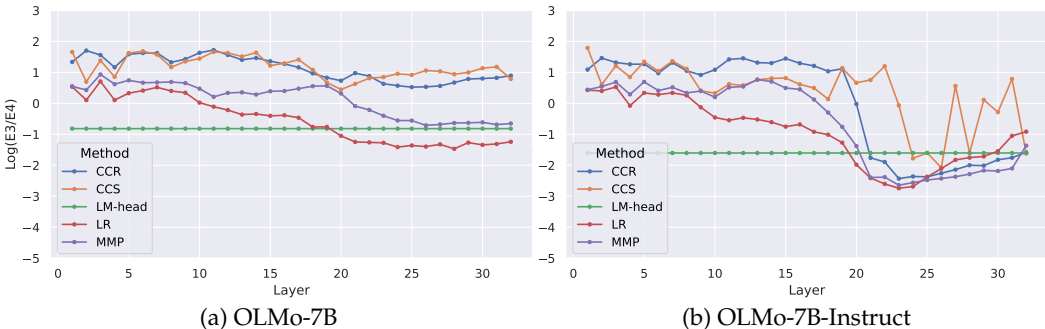 3
2
1
0
−1
−2
−3
−4
−5
Log(E3/E4)
Method
CCR
CCS
LM-head
LR
MMP
0 5 10 15 20 25 30
Layer
(a) OLMo-7B
3
2
1
0
−1
−2
−3
−4
−5
Method
CCR
CCS
LM-head
LR
MMP
0 5 10 15 20 25 30
Layer
(b) OLMo-7B-Instruct